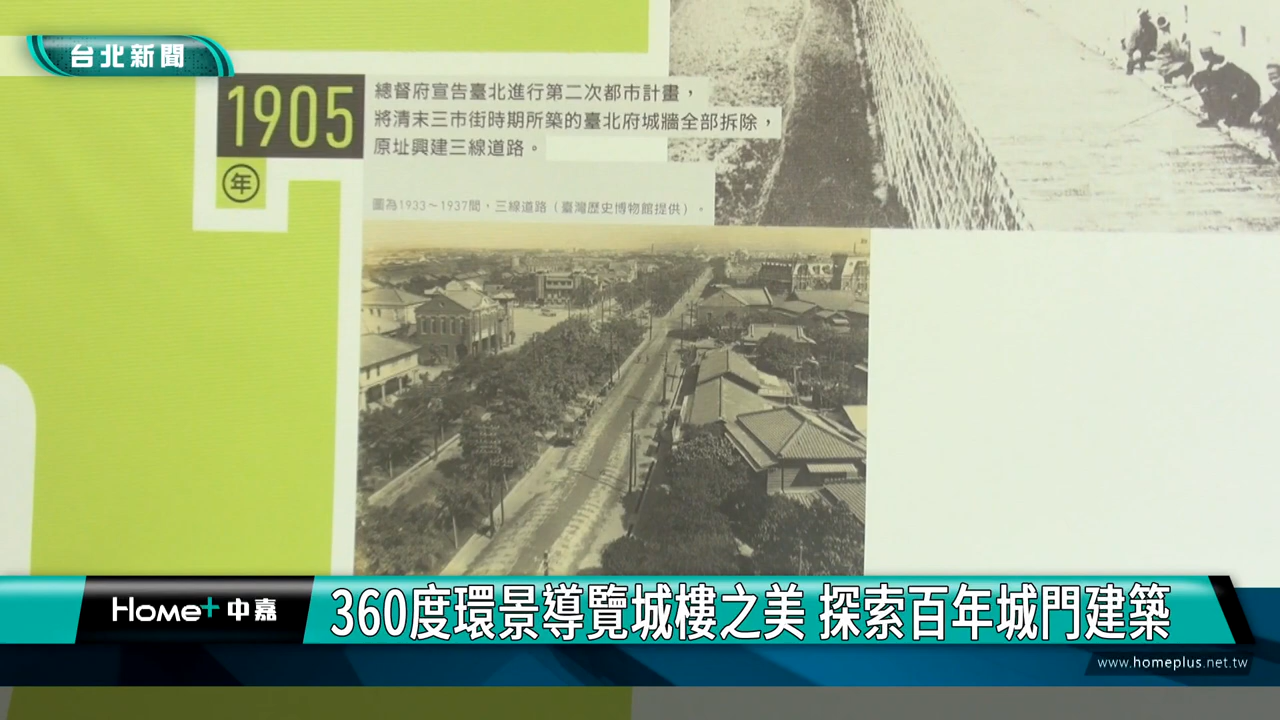 台北新聞
1905
年
總督府宣告臺北進行第二次都市計畫，
將清末三市街時期所築的臺北府城牆全部拆除，
原址興建三線道路。
圖為1933～1937間，三線道路（臺灣歷史博物館提供）。
Home+中嘉
360度環景導覽城樓之美 探索百年城門建築
www.homeplus.net.tw